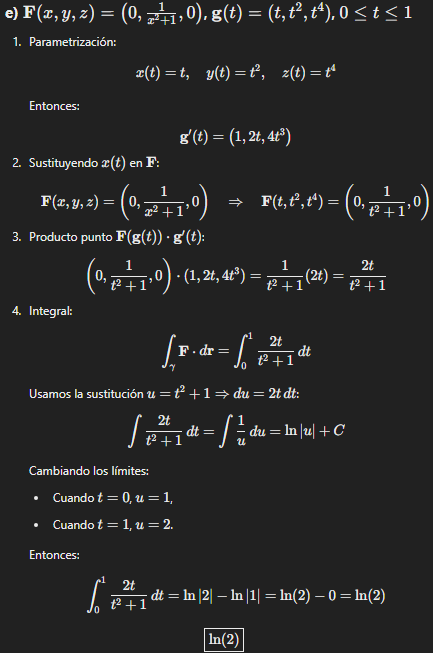 e) F(x, y, z) = (0, 1/(x²+1), 0), g(t) = (t, t², t⁴), 0 ≤ t ≤ 1
1. Parametrización:
x(t) = t, y(t) = t², z(t) = t⁴
Entonces:
g′(t) = (1, 2t, 4t³)
2. Sustituyendo x(t) en F:
F(x, y, z) = (0, 1/(x² + 1), 0) ⇒ F(t, t², t⁴) = (0, 1/(t² + 1), 0)
3. Producto punto F(g(t)) · g′(t):
(0, 1/(t² + 1), 0) · (1, 2t, 4t³) = 1/(t² + 1) (2t) = 2t/(t² + 1)
4. Integral:
∫_γ F · dr = ∫₀¹ 2t/(t² + 1) dt
Usamos la sustitución u = t² + 1 ⇒ du = 2t dt:
∫ 2t/(t² + 1) dt = ∫ 1/u du = ln |u| + C
Cambiando los límites:
• Cuando t = 0, u = 1,
• Cuando t = 1, u = 2.
Entonces:
∫₀¹ 2t/(t² + 1) dt = ln |2| − ln |1| = ln(2) − 0 = ln(2)
ln(2)